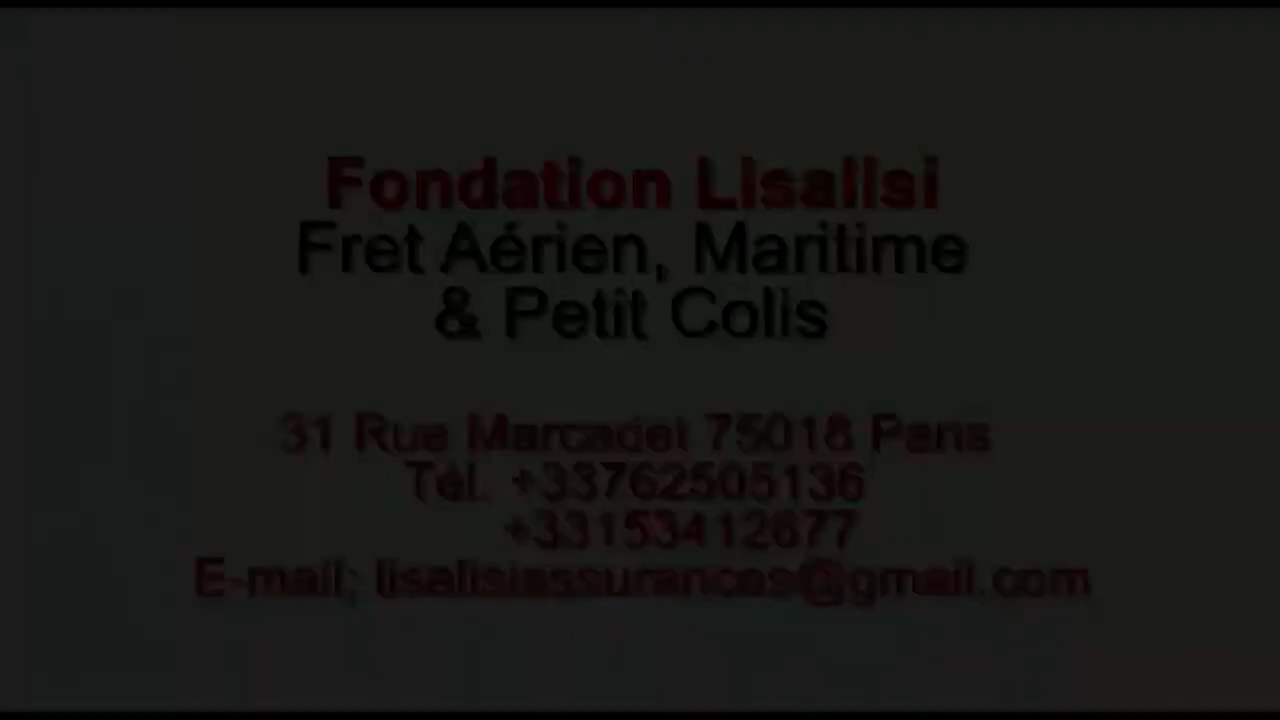 Fondation Lisalisi
Fret Aérien, Maritime
& Petit Colis
31 Rue Marcadet 75018 Paris
Tél. +33762505136
+33153412677
E-mail; lisalisiassurances@gmail.com